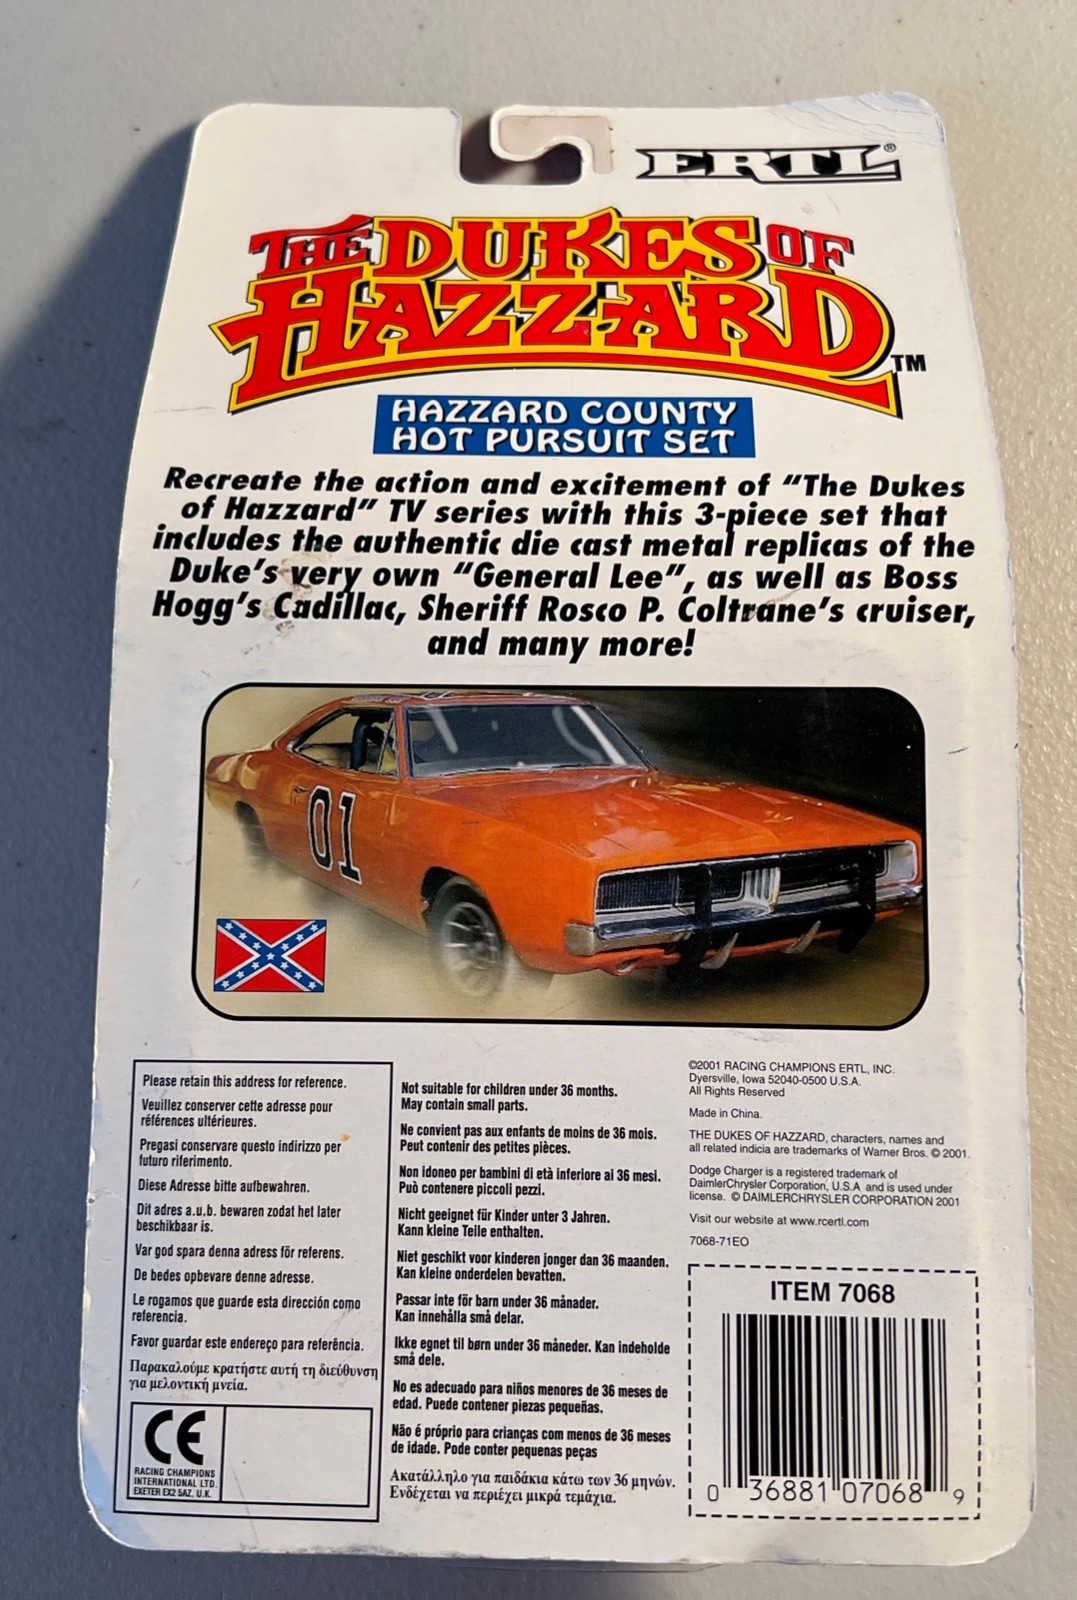 ERTL®
THE DUKES OF
HAZZARD™
HAZZARD COUNTY
HOT PURSUIT SET
Recreate the action and excitement of “The Dukes
of Hazzard” TV series with this 3-piece set that
includes the authentic die cast metal replicas of the
Duke’s very own “General Lee”, as well as Boss
Hogg’s Cadillac, Sheriff Rosco P. Coltrane’s cruiser,
and many more!
01
Please retain this address for reference.
Veuillez conserver cette adresse pour
références ultérieures.
Pregasi conservare questo indirizzo per
futuro riferimento.
Diese Adresse bitte aufbewahren.
Dit adres a.u.b. bewaren zodat het later
beschikbaar is.
Var god spara denna adress för referens.
De bedes opbevare denne adresse.
Le rogamos que guarde esta dirección como
referencia.
Favor guardar este endereço para referência.
Παρακαλούμε κρατήστε αυτή τη διεύθυνση
για μελοντική μνεία.
CE
RACING CHAMPIONS
INTERNATIONAL LTD.
EXETER EX2 5AZ, U.K.
Not suitable for children under 36 months.
May contain small parts.
Ne convient pas aux enfants de moins de 36 mois.
Peut contenir des petites pièces.
Non idoneo per bambini di età inferiore ai 36 mesi.
Può contenere piccoli pezzi.
Nicht geeignet für Kinder unter 3 Jahren.
Kann kleine Teile enthalten.
Niet geschikt voor kinderen jonger dan 36 maanden.
Kan kleine onderdelen bevatten.
Passar inte för barn under 36 månader.
Kan innehålla små delar.
Ikke egnet til børn under 36 måneder. Kan indeholde
små dele.
No es adecuado para niños menores de 36 meses de
edad. Puede contener piezas pequeñas.
Não é próprio para crianças com menos de 36 meses
de idade. Pode conter pequenas peças
Ακατάλληλο για παιδάκια κάτω των 36 μηνών.
Ενδέχεται να περιέχει μικρά τεμάχια.
©2001 RACING CHAMPIONS ERTL, INC.
Dyersville, Iowa 52040-0500 U.S.A.
All Rights Reserved
Made in China.
THE DUKES OF HAZZARD, characters, names and
all related indicia are trademarks of Warner Bros. © 2001.
Dodge Charger is a registered trademark of
DaimlerChrysler Corporation, U.S.A and is used under
license. © DAIMLERCHRYSLER CORPORATION 2001
Visit our website at www.rcertl.com
7068-71EO
ITEM 7068
0 36881 07068 9